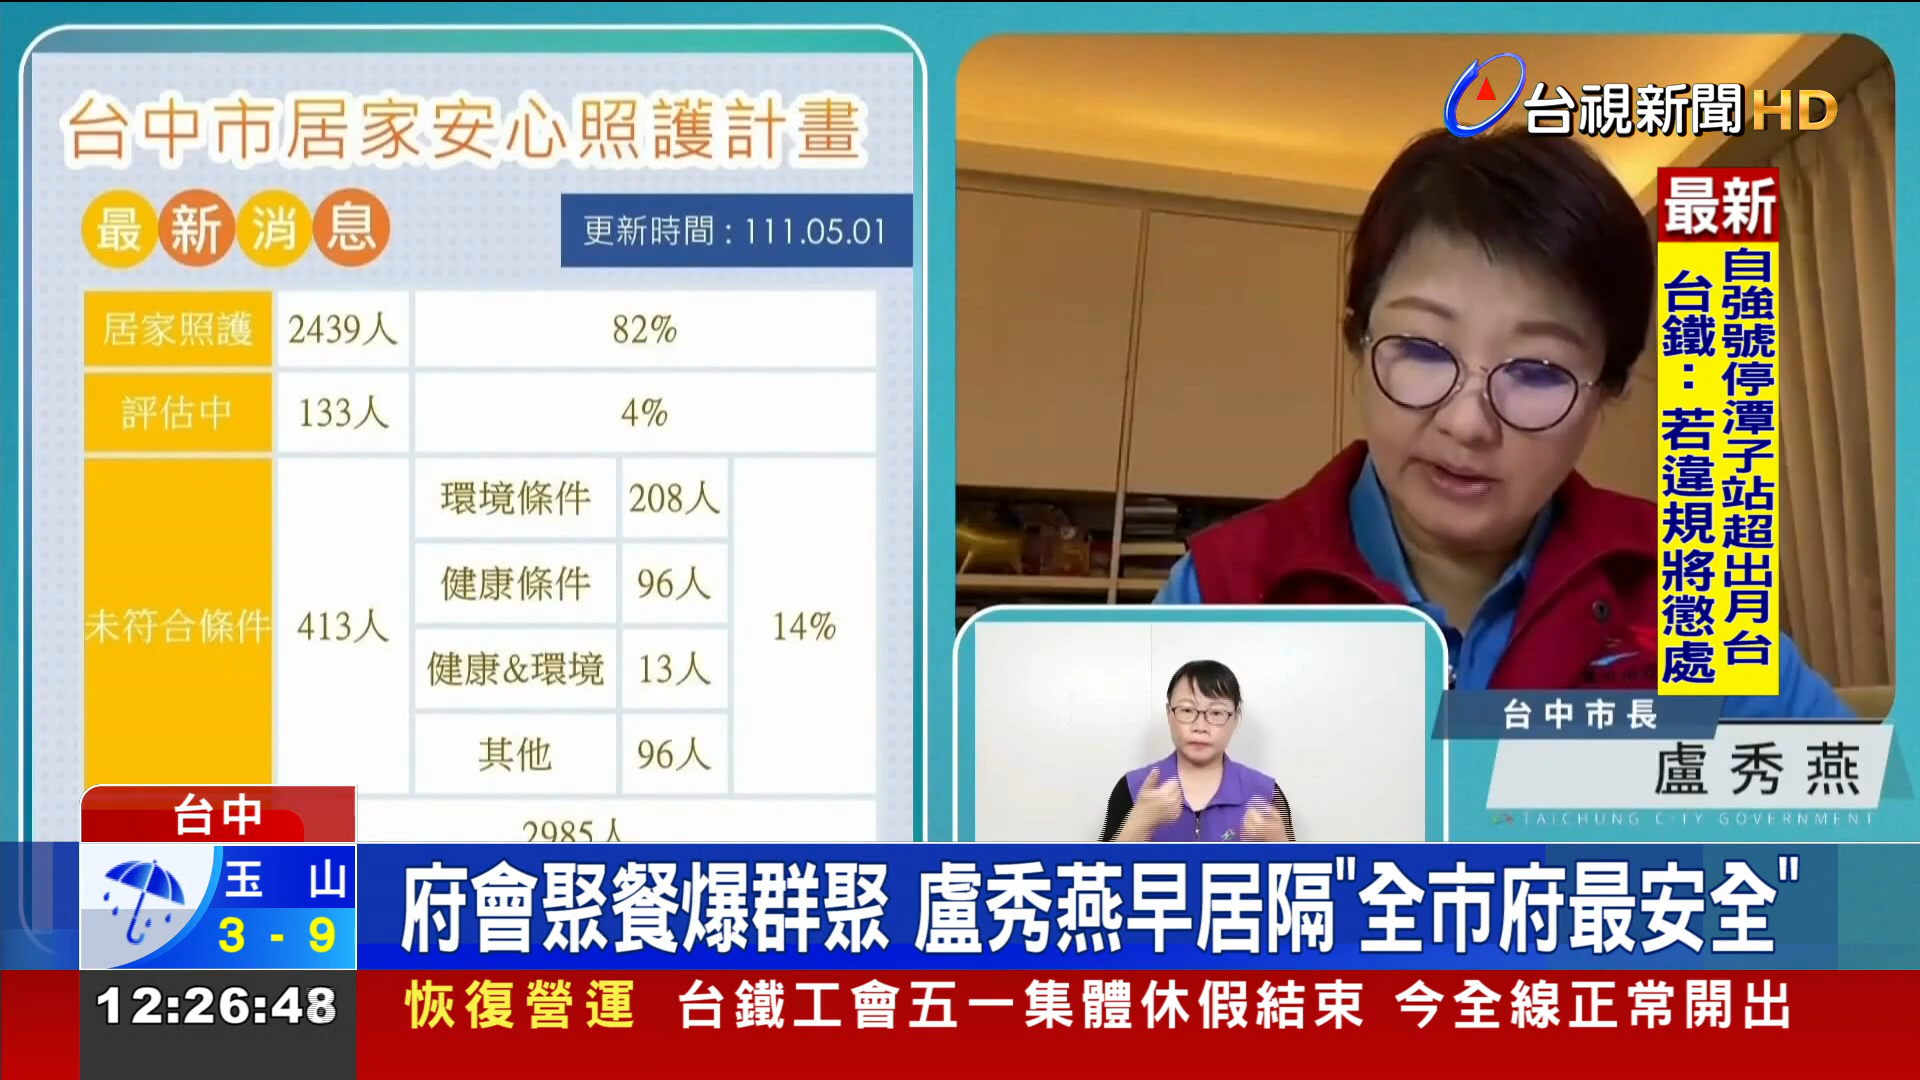 台中市居家安心照護計畫
最新消息
更新時間 : 111.05.01
居家照護 2439人 82%
評估中 133人 4%
未符合條件 413人 14%
環境條件 208人
健康條件 96人
健康&環境 13人
其他 96人
2985人
台視新聞HD
最新
自強號停潭子站超出月台
台鐵：若違規將懲處
台中市長
盧秀燕
TAICHUNG CITY GOVERNMENT
台中
玉山
3 - 9
府會聚餐爆群聚 盧秀燕早居隔"全市府最安全"
12:26:48
恢復營運 台鐵工會五一集體休假結束 今全線正常開出